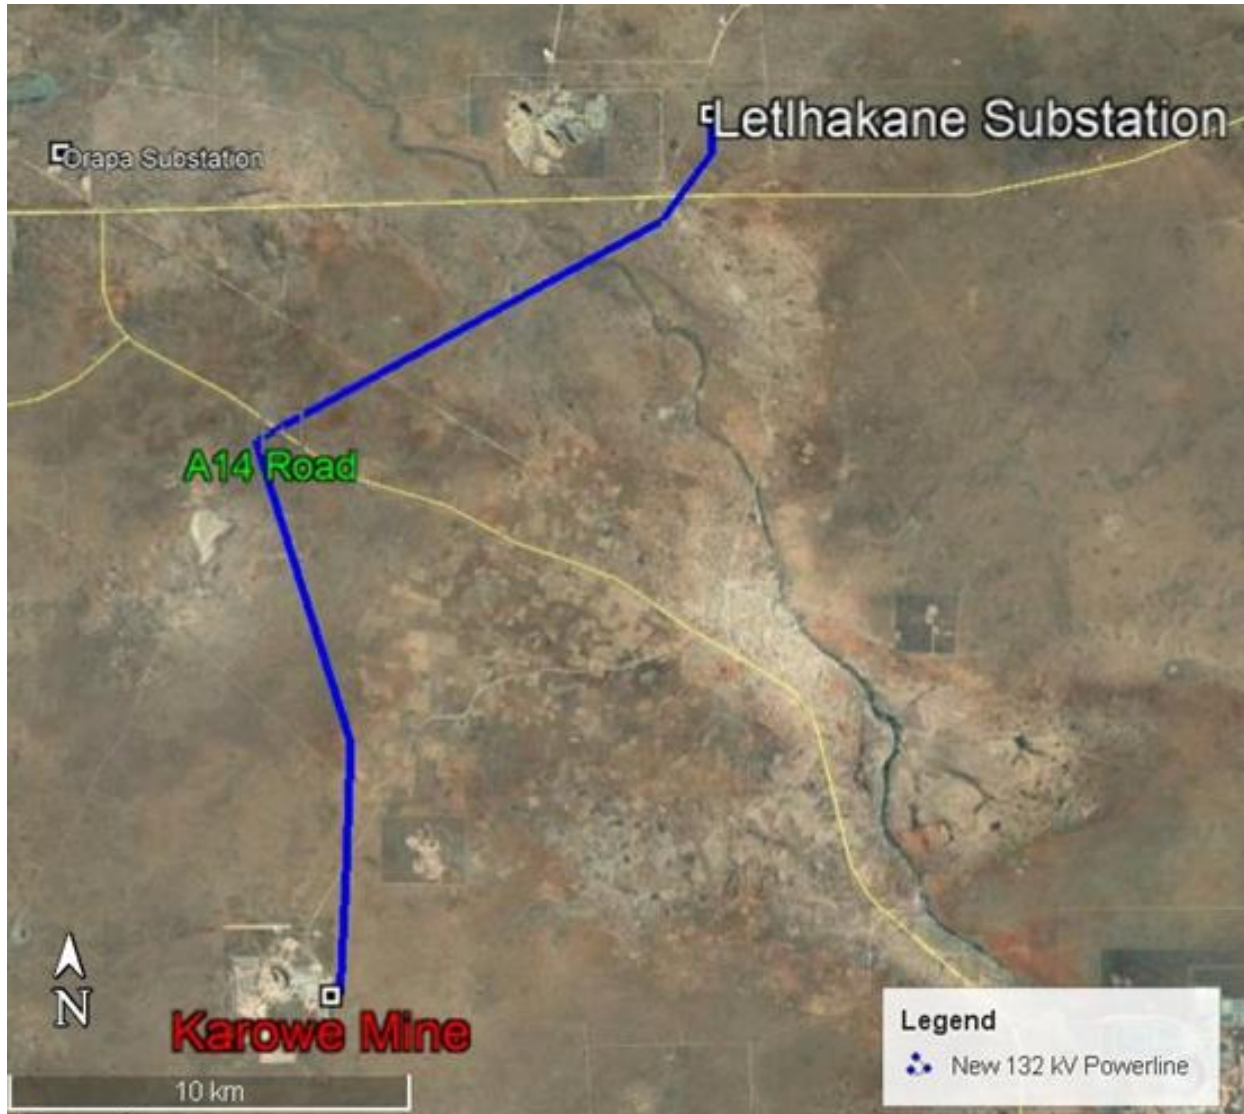 Letlhakane Substation
Orapa Substation
A14 Road
Karowe Mine
N
10 km
Legend
New 132 kV Powerline